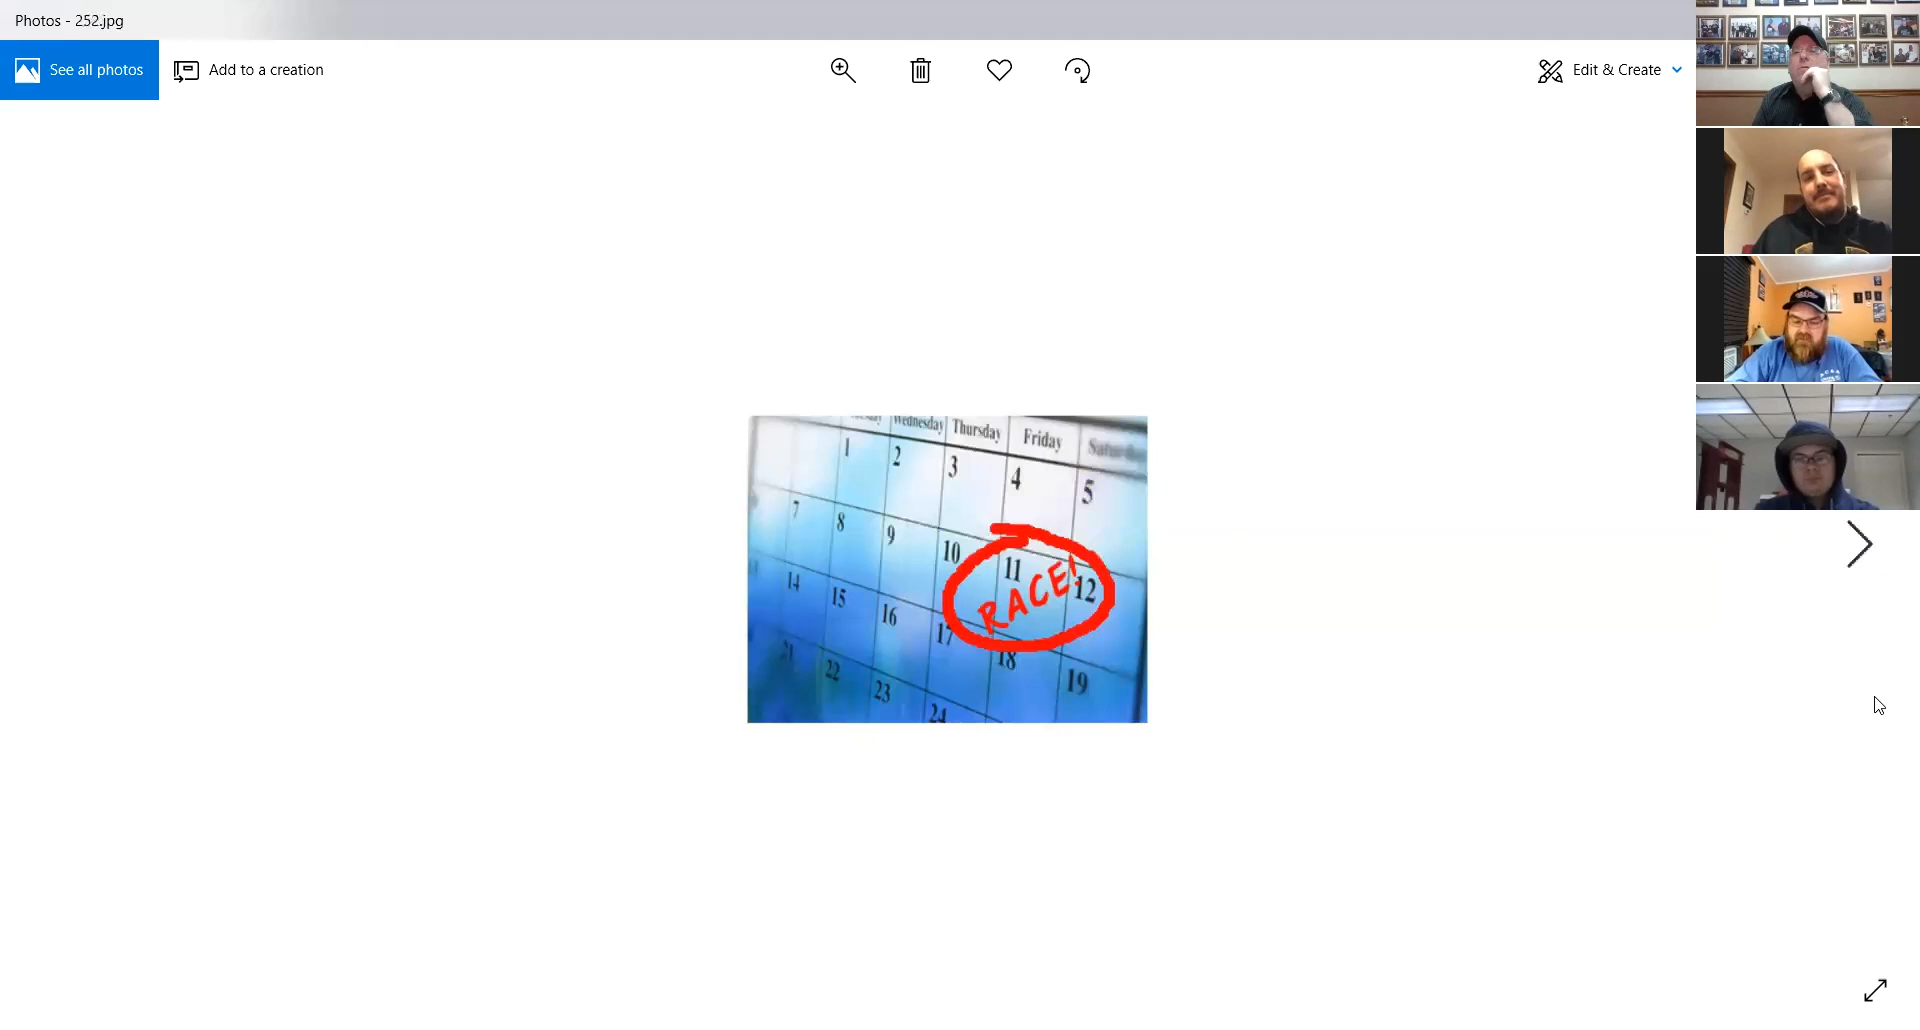 Photos - 252.jpg
See all photos
Add to a creation
Edit & Create
Wednesday Thursday Friday
1 2 3 4 5
7 8 9 10 11 12
RACE!
14 15 16 17 18 19
21 22 23 24